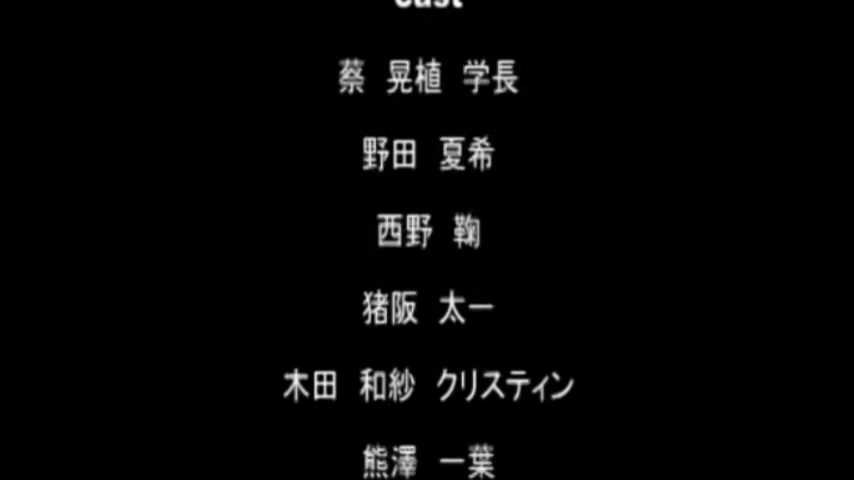 Cast
蔡 晃植 学長
野田 夏希
西野 鞠
猪阪 太一
木田 和紗 クリスティン
熊澤 一葉